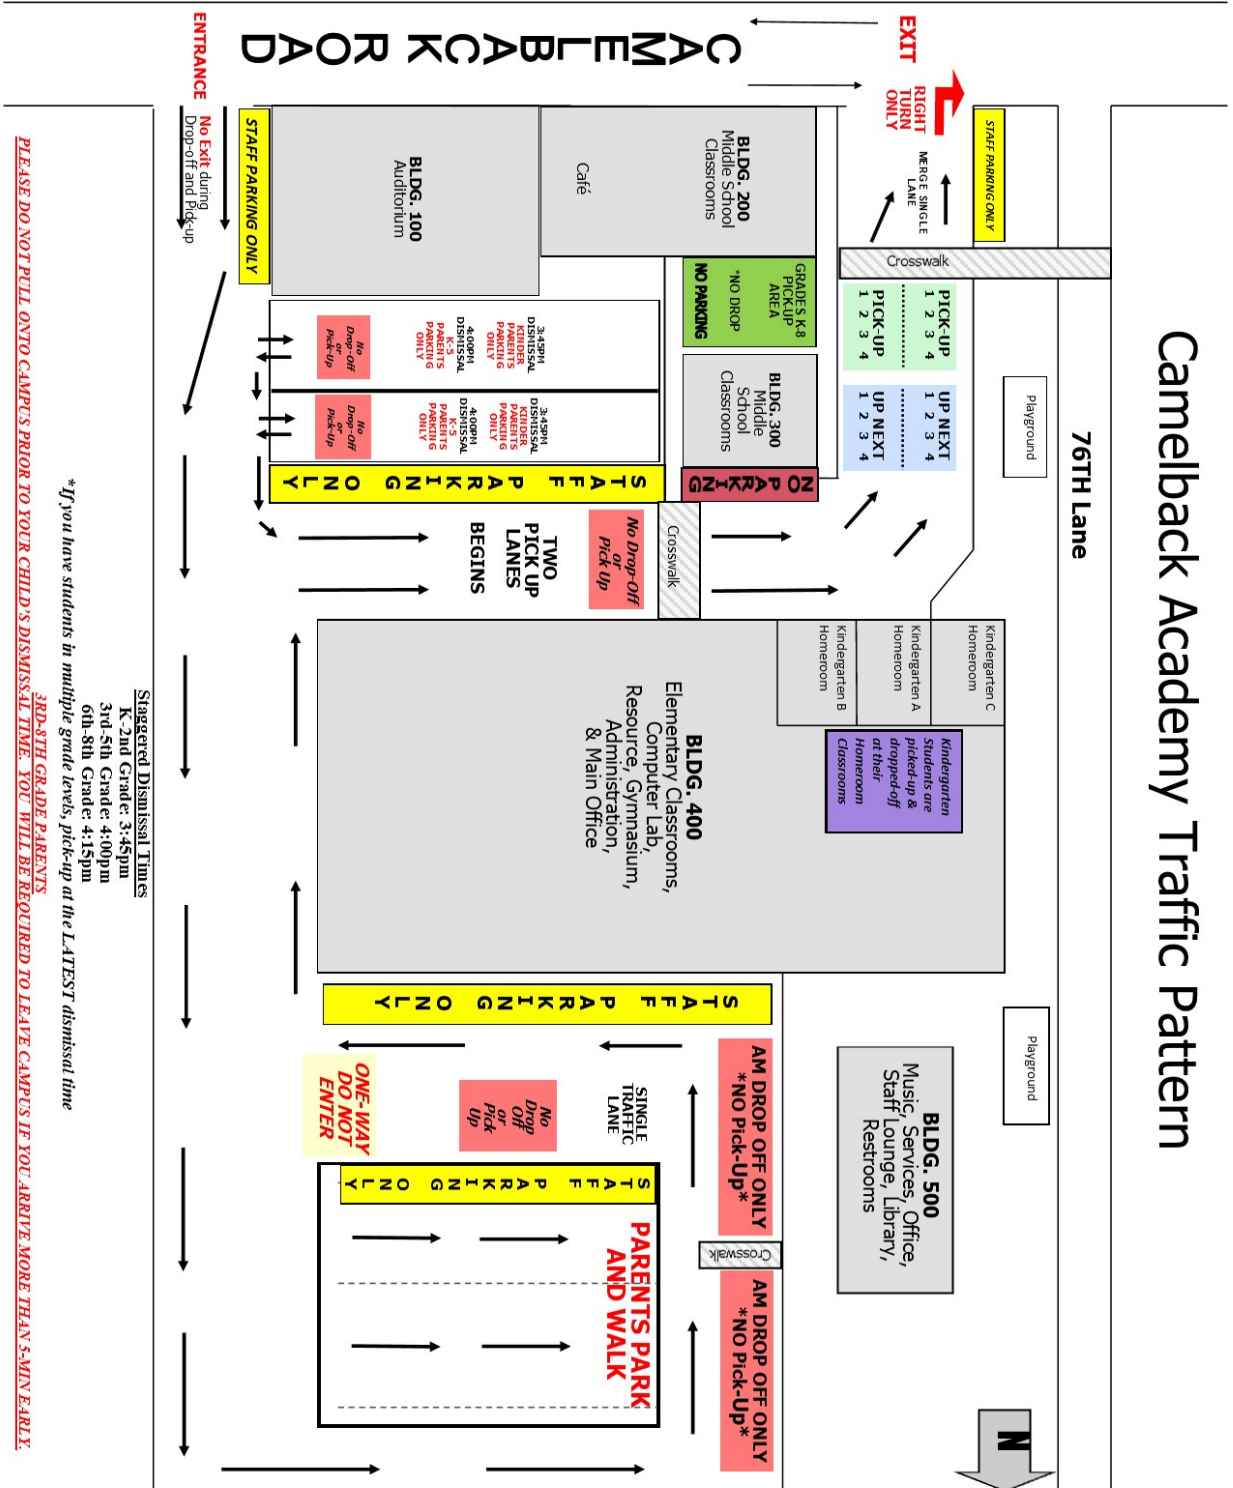 Camelback Academy Traffic Pattern
76TH Lane
Playground
Playground
N
STAFF PARKING ONLY
EXIT
RIGHT
TURN
ONLY
MERGE SINGLE
LANE
Crosswalk
PICK-UP
1 2 3 4
PICK-UP
1 2 3 4
UP NEXT
1 2 3 4
UP NEXT
1 2 3 4
Kindergarten C
Homeroom
Kindergarten A
Homeroom
Kindergarten B
Homeroom
Kindergarten
Students are
picked-up &
dropped-off
at their
Homeroom
Classrooms
BLDG. 500
Music, Services, Office,
Staff Lounge, Library,
Restrooms
CAMELBACK ROAD
BLDG. 200
Middle School
Classrooms
Café
GRADES K-8
PICK-UP
AREA
*NO DROP
NO PARKING
BLDG. 300
Middle
School
Classrooms
NO PARKING
Crosswalk
BLDG. 400
Elementary Classrooms,
Computer Lab,
Resource, Gymnasium,
Administration,
& Main Office
AM DROP OFF ONLY
*NO Pick-Up*
Crosswalk
AM DROP OFF ONLY
*NO Pick-Up*
BLDG. 100
Auditorium
3:45PM
DISMISSAL
KINDER
PARENTS
PARKING
ONLY
4:00PM
DISMISSAL
K-5
PARENTS
PARKING
ONLY
No
Drop-Off
or
Pick-Up
3:45PM
DISMISSAL
KINDER
PARENTS
PARKING
ONLY
4:00PM
DISMISSAL
K-5
PARENTS
PARKING
ONLY
No
Drop-Off
or
Pick-Up
STAFF PARKING ONLY
No Drop-Off
or
Pick Up
TWO
PICK UP
LANES
BEGINS
STAFF PARKING ONLY
SINGLE
TRAFFIC
LANE
No
Drop
Off
or
Pick
Up
ONE-WAY
DO NOT
ENTER
STAFF PARKING ONLY
PARENTS PARK
AND WALK
STAFF PARKING ONLY
ENTRANCE
No Exit during
Drop-off and Pick-up
Staggered Dismissal Times
K-2nd Grade: 3:45pm
3rd-5th Grade: 4:00pm
6th-8th Grade: 4:15pm
*If you have students in multiple grade levels, pick-up at the LATEST dismissal time
3RD-8TH GRADE PARENTS
PLEASE DO NOT PULL ONTO CAMPUS PRIOR TO YOUR CHILD'S DISMISSAL TIME. YOU WILL BE REQUIRED TO LEAVE CAMPUS IF YOU ARRIVE MORE THAN 5-MIN EARLY.